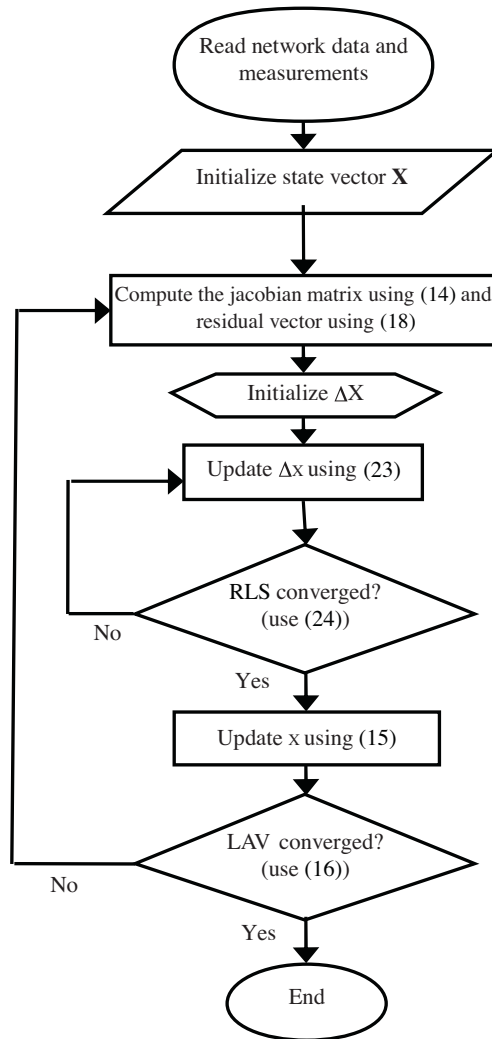 Read network data and
measurements
Initialize state vector X
Compute the jacobian matrix using (14) and
residual vector using (18)
Initialize ΔX
Update Δx using (23)
RLS converged?
(use (24))
No
Yes
Update x using (15)
LAV converged?
(use (16))
No
Yes
End